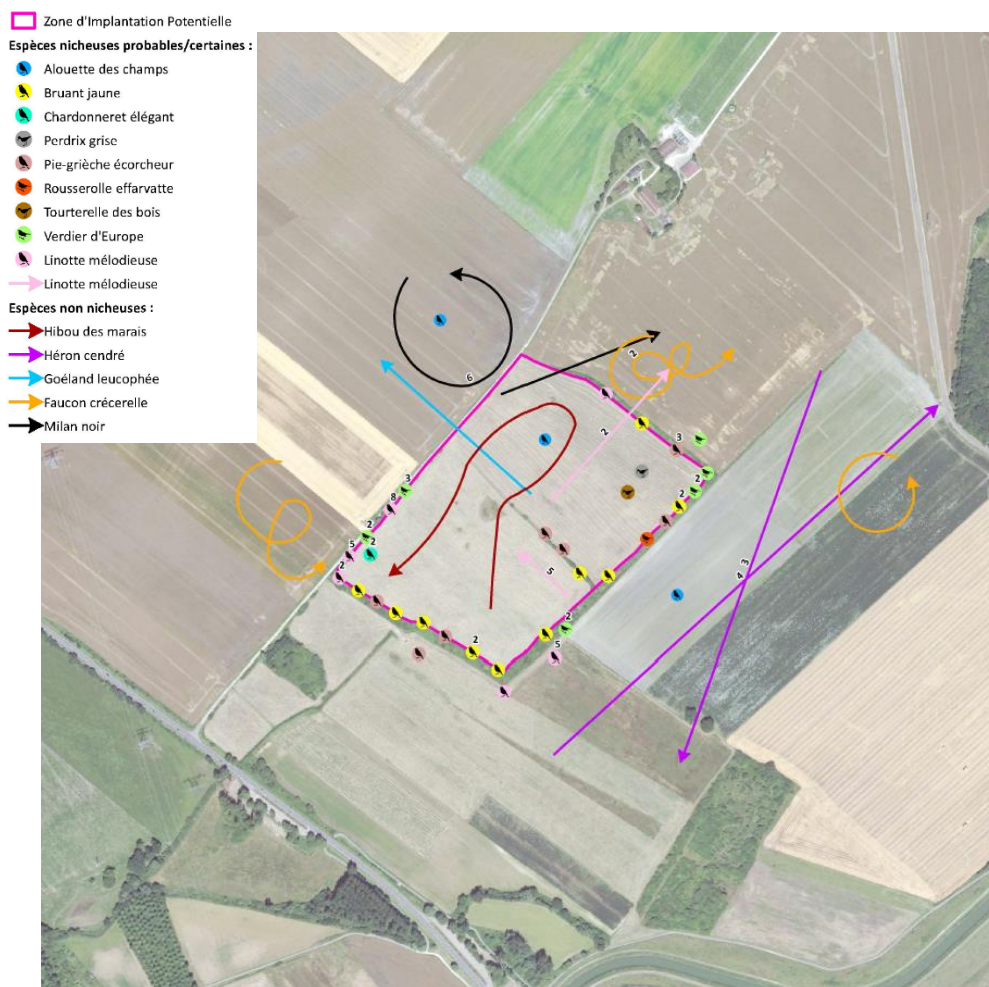 Zone d'Implantation Potentielle
Espèces nicheuses probables/certaines :
Alouette des champs
Bruant jaune
Chardonneret élégant
Perdrix grise
Pie-grièche écorcheur
Rousserolle effarvatte
Tourterelle des bois
Verdier d'Europe
Linotte mélodieuse
Linotte mélodieuse
Espèces non nicheuses :
Hibou des marais
Héron cendré
Goéland leucophée
Faucon crécerelle
Milan noir
6
2
2
3
2
2
3
8
2
2
5
2
5
3
4
2
5
2